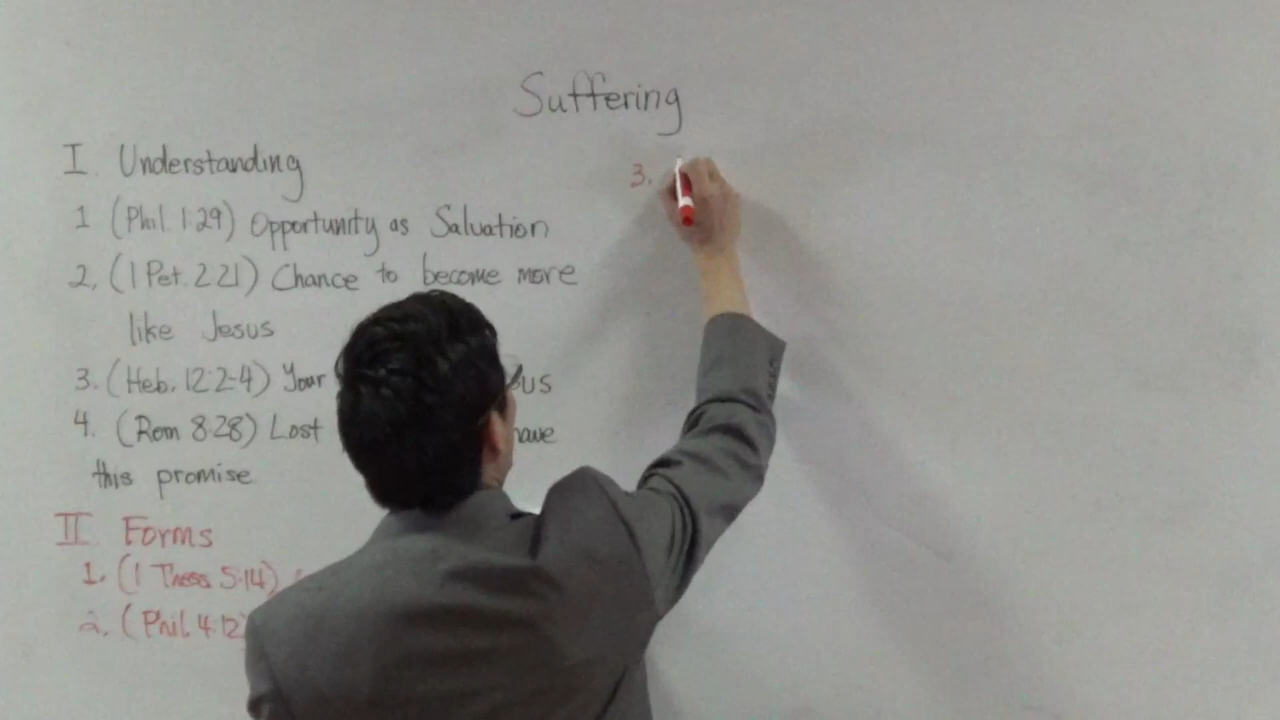 Suffering
I. Understanding
1 (Phil. 1:29) Opportunity as Salvation
2, (1 Pet. 2:21) Chance to become more
like Jesus
3. (Heb. 12:2-4) Your
4. (Rom 8:28) Lost have
this promise
II. Forms
1. (1 Thess 5:14)
2. (Phil. 4:12)
3.